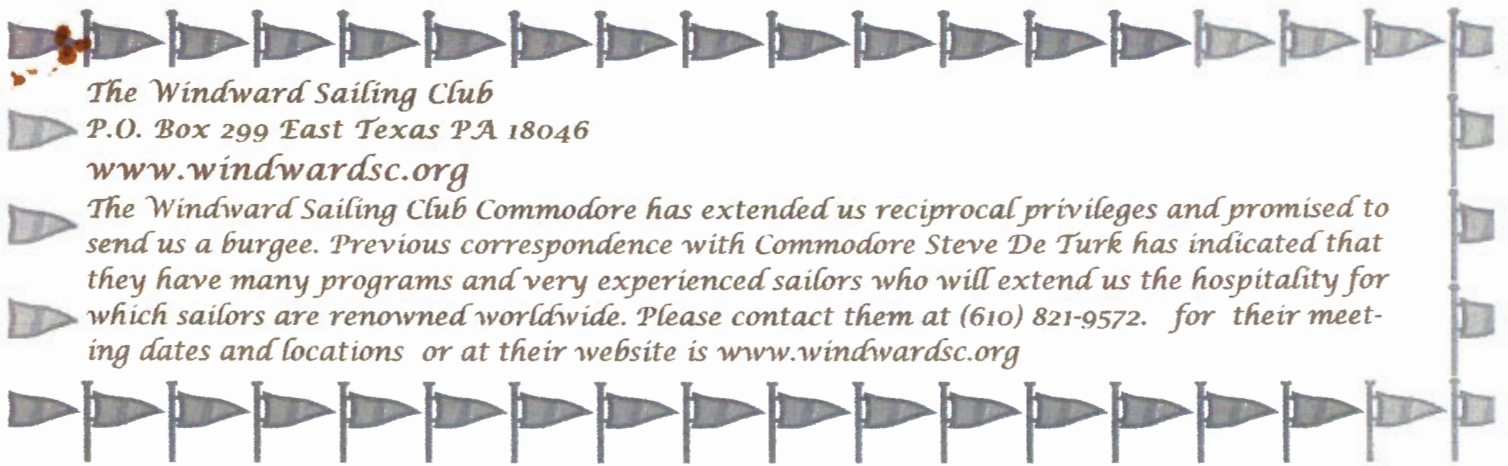 The Windward Sailing Club
P.O. Box 299 East Texas PA 18046
www.windwardsc.org
The Windward Sailing Club Commodore has extended us reciprocal privileges and promised to
send us a burgee. Previous correspondence with Commodore Steve De Turk has indicated that
they have many programs and very experienced sailors who will extend us the hospitality for
which sailors are renowned worldwide. Please contact them at (610) 821-9572. for their meet-
ing dates and locations or at their website is www.windwardsc.org